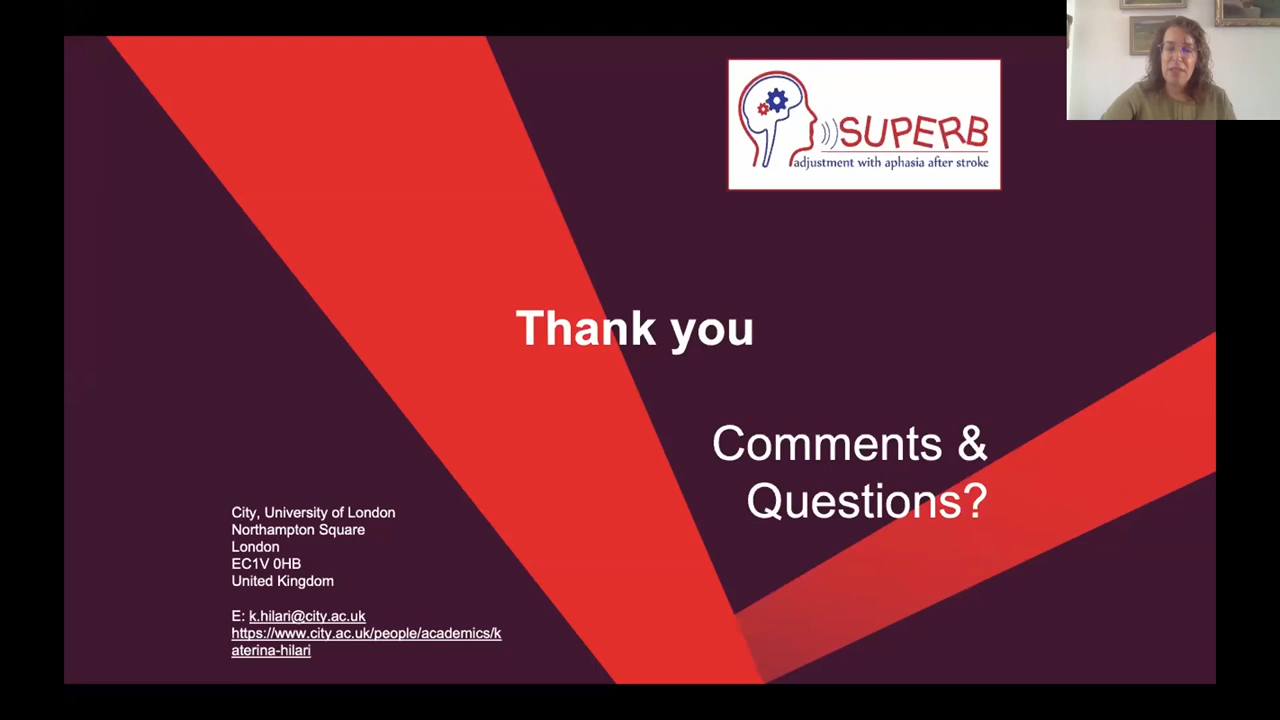 SUPERB
adjustment with aphasia after stroke
Thank you
Comments &
Questions?
City, University of London
Northampton Square
London
EC1V 0HB
United Kingdom
E: k.hilari@city.ac.uk
https://www.city.ac.uk/people/academics/k
aterina-hilari